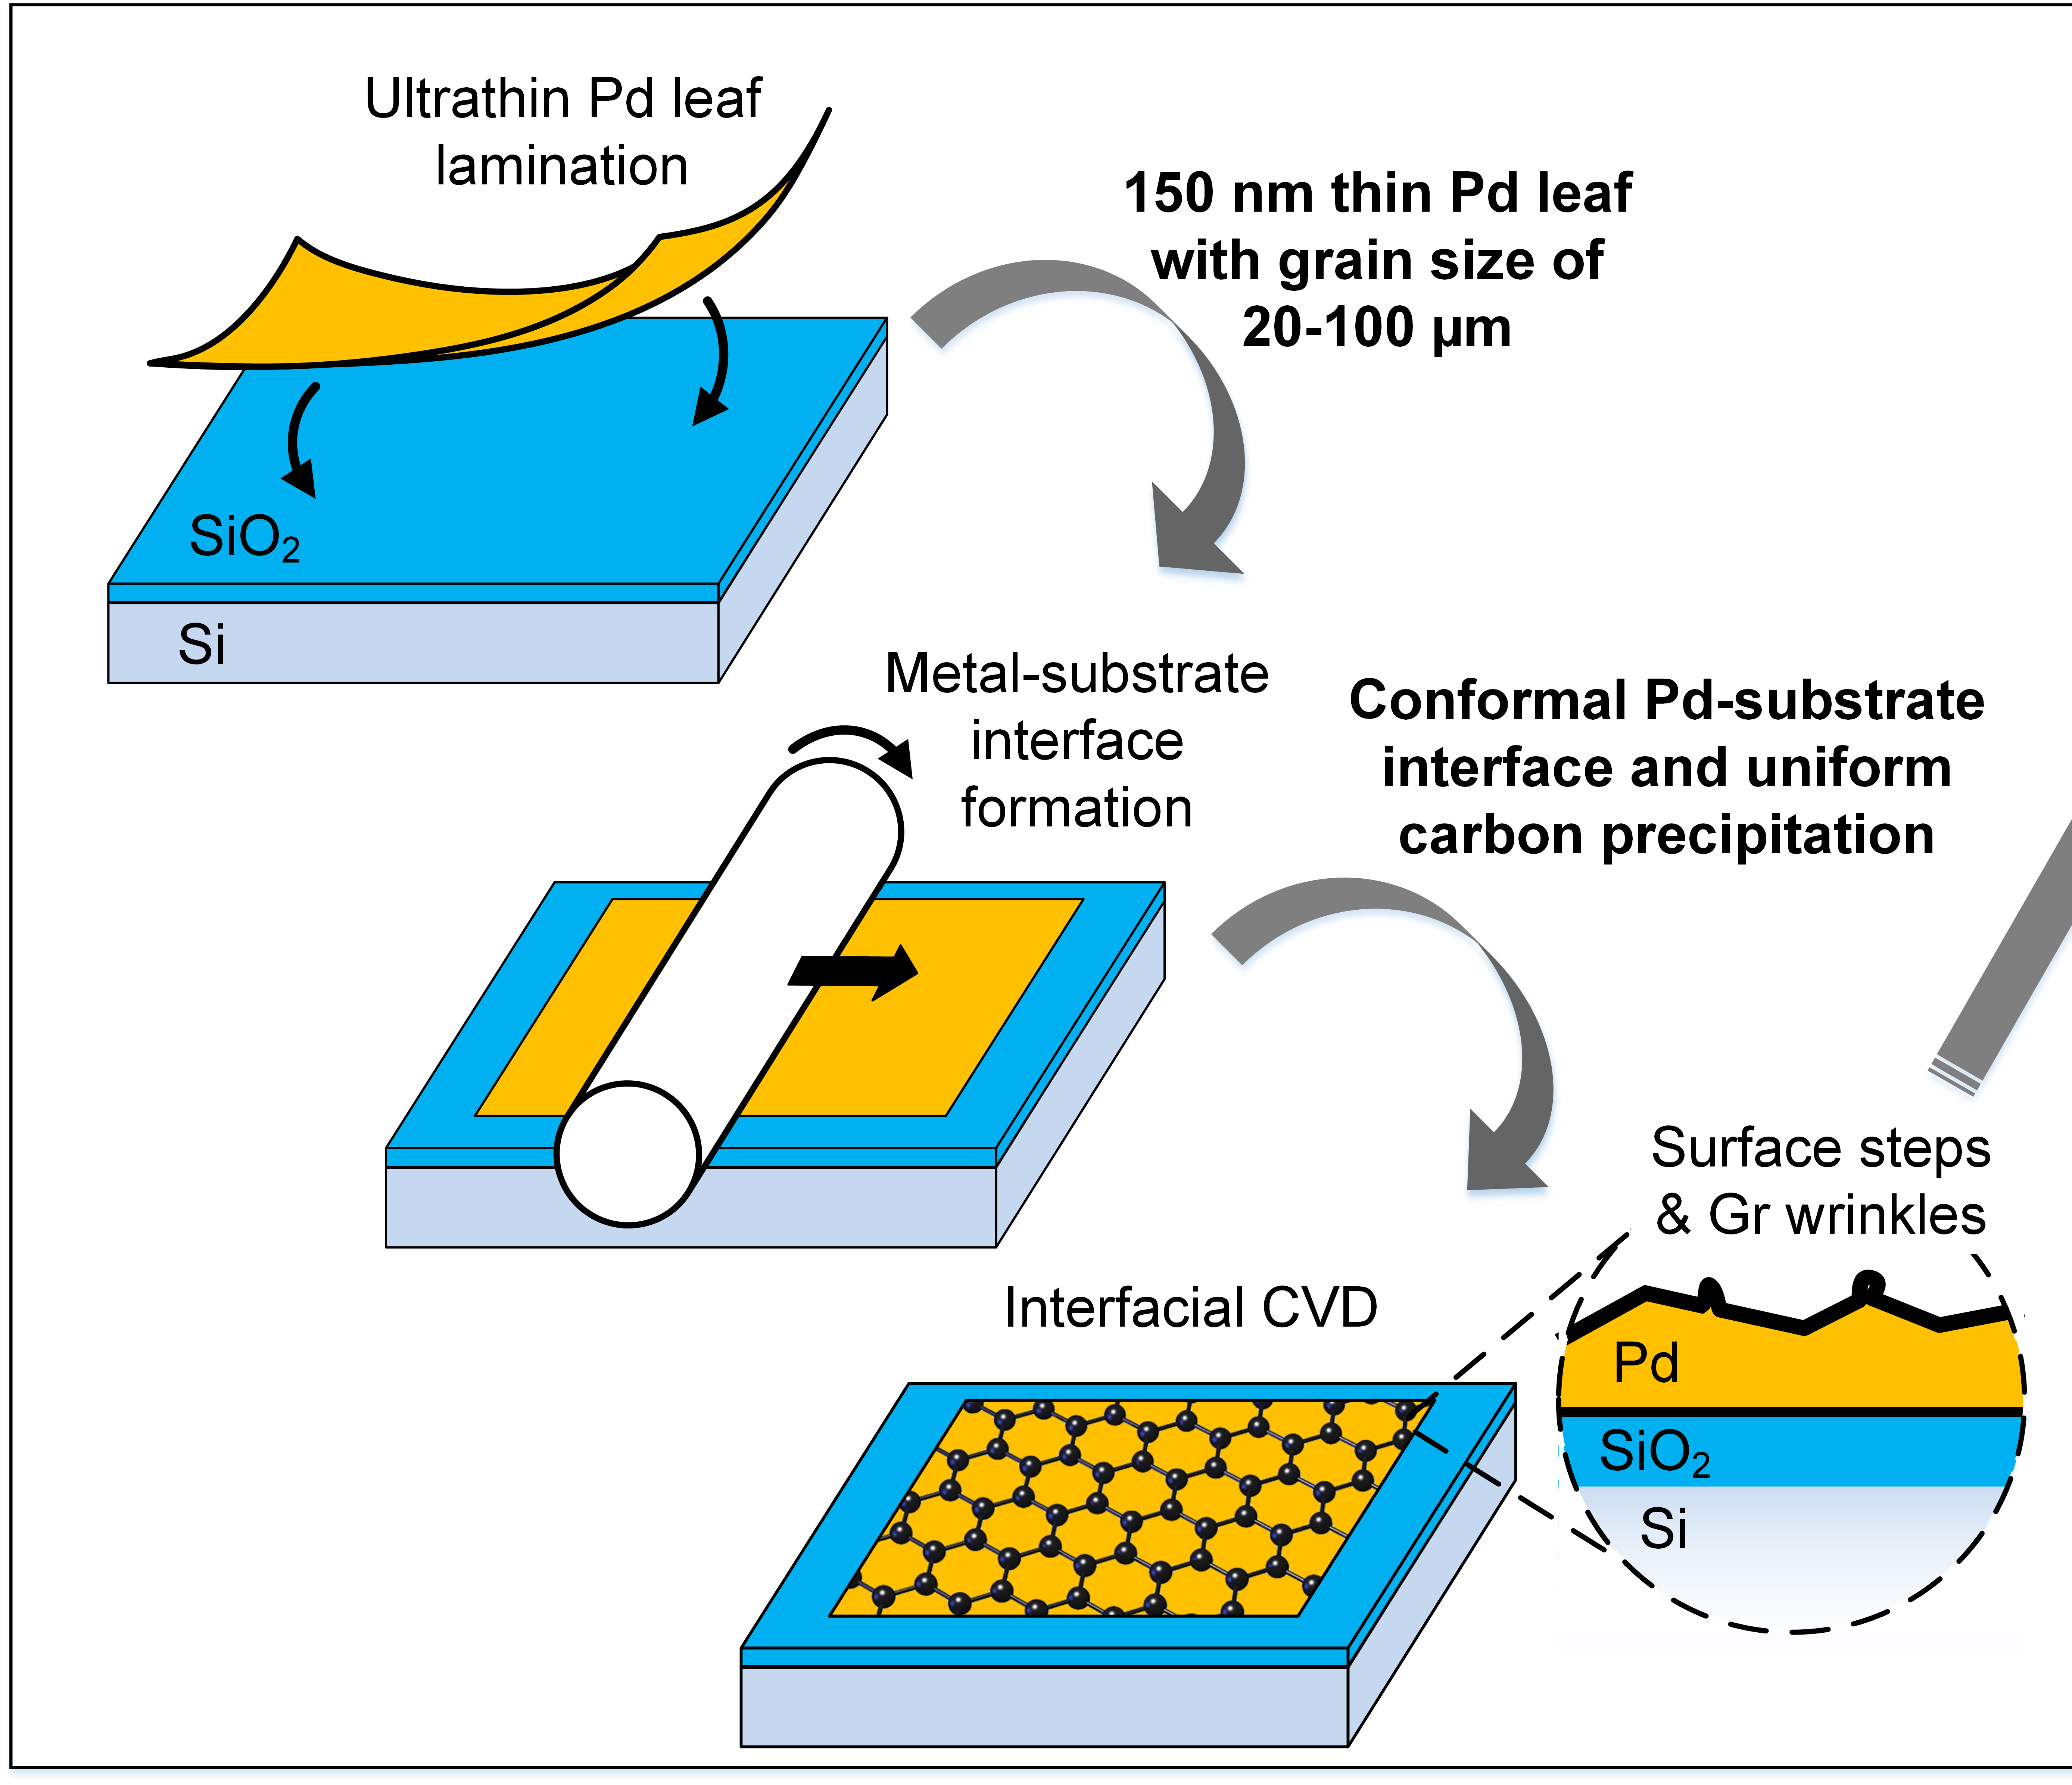 Ultrathin Pd leaf
lamination
150 nm thin Pd leaf
with grain size of
20-100 µm
SiO₂
Si
Metal-substrate
interface
formation
Conformal Pd-substrate
interface and uniform
carbon precipitation
Surface steps
& Gr wrinkles
Interfacial CVD
Pd
SiO₂
Si